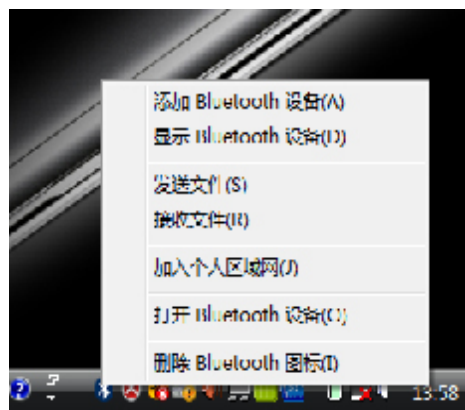 添加 Bluetooth 设备(A)
显示 Bluetooth 设备(D)
发送文件(S)
接收文件(R)
加入个人区域网(J)
打开 Bluetooth 设备(O)
删除 Bluetooth 图标(I)
13:58